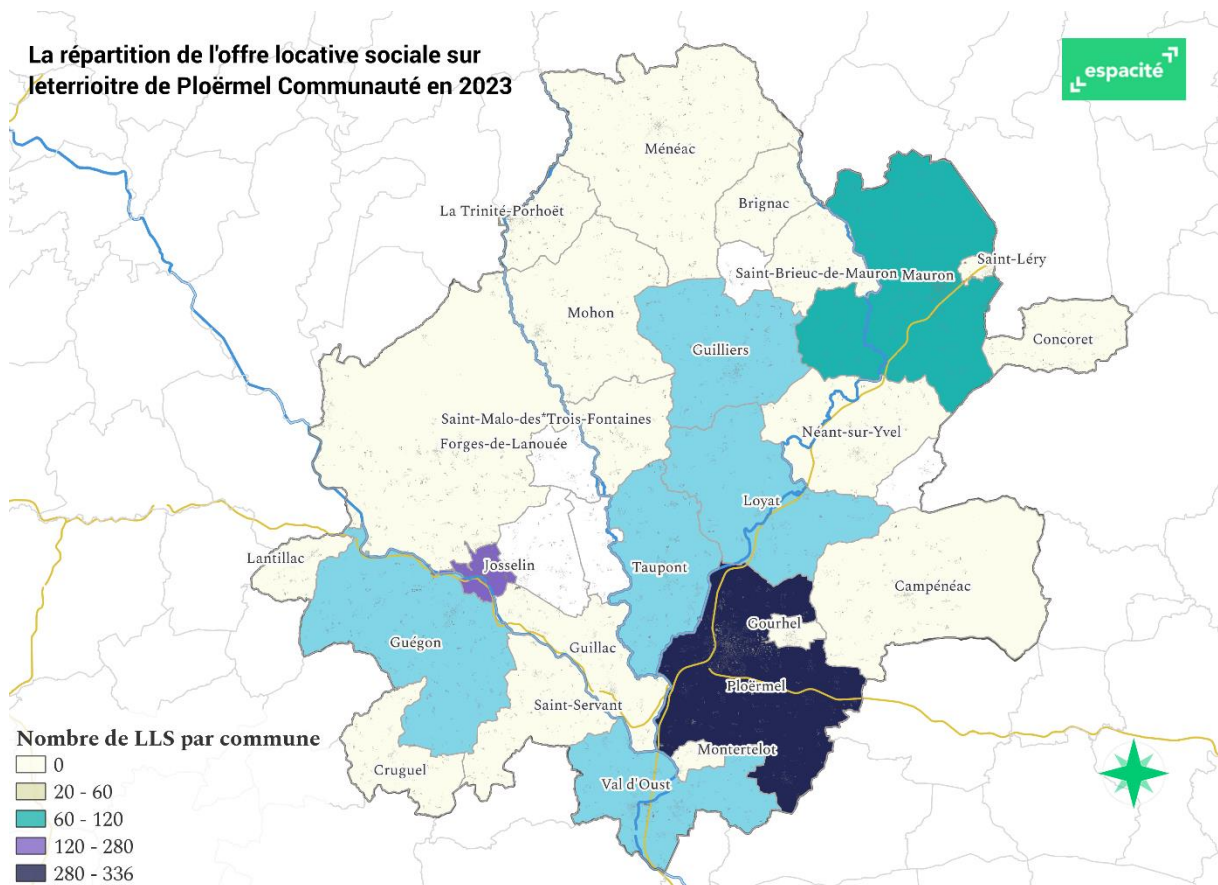 La répartition de l'offre locative sociale sur
leterrioitre de Ploërmel Communauté en 2023
espacité
Ménéac
La Trinité-Porhoët
Brignac
Saint-Brieuc-de-Mauron
Mauron
Saint-Léry
Mohon
Concoret
Guilliers
Saint-Malo-des-Trois-Fontaines
Forges-de-Lanouée
Néant-sur-Yvel
Loyat
Lantillac
Josselin
Taupont
Campénéac
Gourhel
Guégon
Guillac
Ploërmel
Saint-Servant
Montertelot
Cruguel
Val d'Oust
Nombre de LLS par commune
0
20 - 60
60 - 120
120 - 280
280 - 336